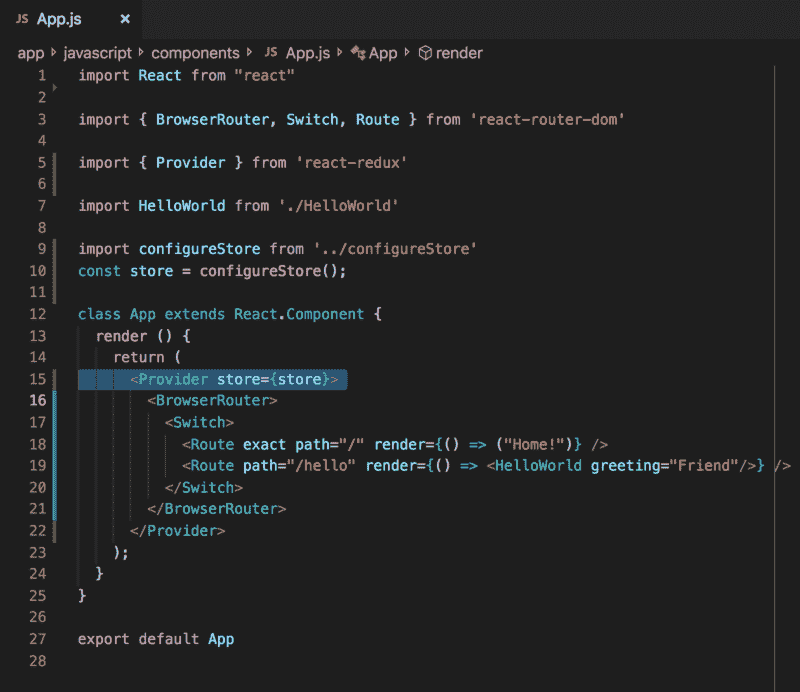 JS App.js ×
app › javascript › components › JS App.js › App › render
1 import React from "react"
2
3 import { BrowserRouter, Switch, Route } from 'react-router-dom'
4
5 import { Provider } from 'react-redux'
6
7 import HelloWorld from './HelloWorld'
8
9 import configureStore from '../configureStore'
10 const store = configureStore();
11
12 class App extends React.Component {
13   render () {
14     return (
15       <Provider store={store}>
16         <BrowserRouter>
17           <Switch>
18             <Route exact path="/" render={() => ("Home!")} />
19             <Route path="/hello" render={() => <HelloWorld greeting="Friend"/>} />
20           </Switch>
21         </BrowserRouter>
22       </Provider>
23     );
24   }
25 }
26
27 export default App
28